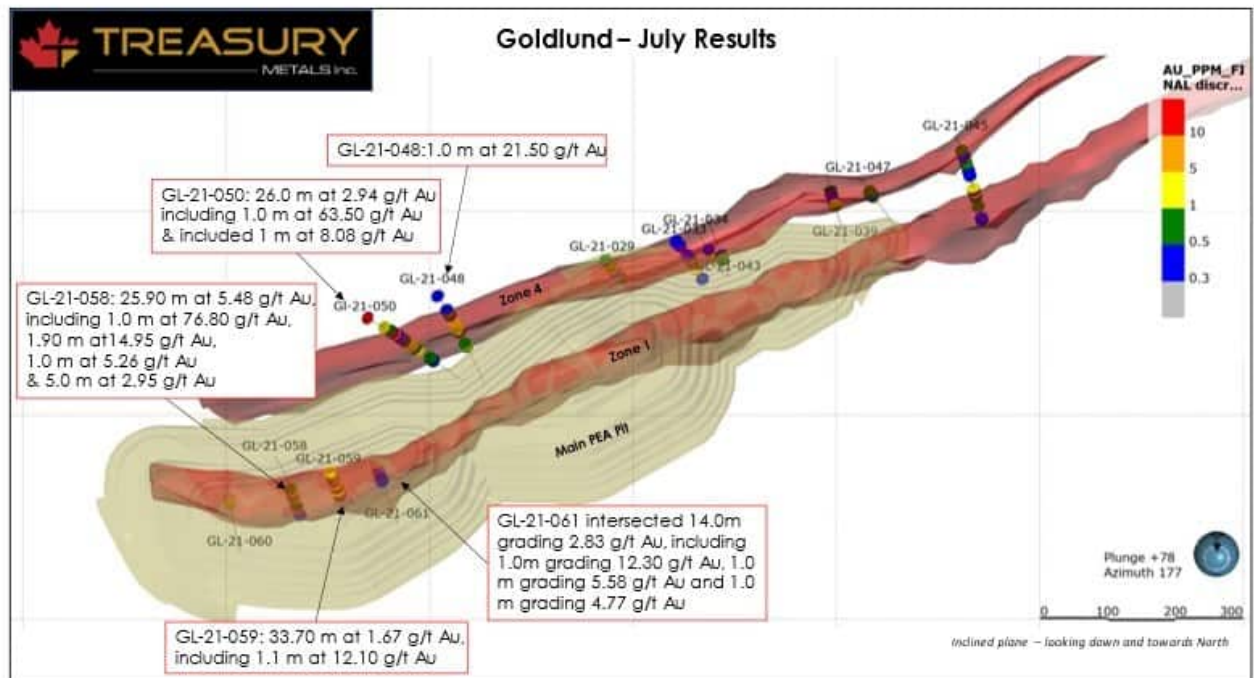 TREASURY
METALS Inc.
Goldlund – July Results
AU_PPM_FI
NAL discr...
10
5
1
0.5
0.3
GL-21-045
GL-21-047
GL-21-039
GL-21-034
GL-21-043
GL-21-029
GL-21-048:1.0 m at 21.50 g/t Au
GL-21-050: 26.0 m at 2.94 g/t Au
including 1.0 m at 63.50 g/t Au
& included 1 m at 8.08 g/t Au
GL-21-048
GL-21-050
Zone 4
GL-21-058: 25.90 m at 5.48 g/t Au,
including 1.0 m at 76.80 g/t Au,
1.90 m at14.95 g/t Au,
1.0 m at 5.26 g/t Au
& 5.0 m at 2.95 g/t Au
Zone 1
Main PEA Pit
GL-21-058
GL-21-059
GL-21-061
GL-21-060
GL-21-061 intersected 14.0m
grading 2.83 g/t Au, including
1.0m grading 12.30 g/t Au, 1.0
m grading 5.58 g/t Au and 1.0
m grading 4.77 g/t Au
GL-21-059: 33.70 m at 1.67 g/t Au,
including 1.1 m at 12.10 g/t Au
Plunge +78
Azimuth 177
0 100 200 300
Inclined plane – looking down and towards North